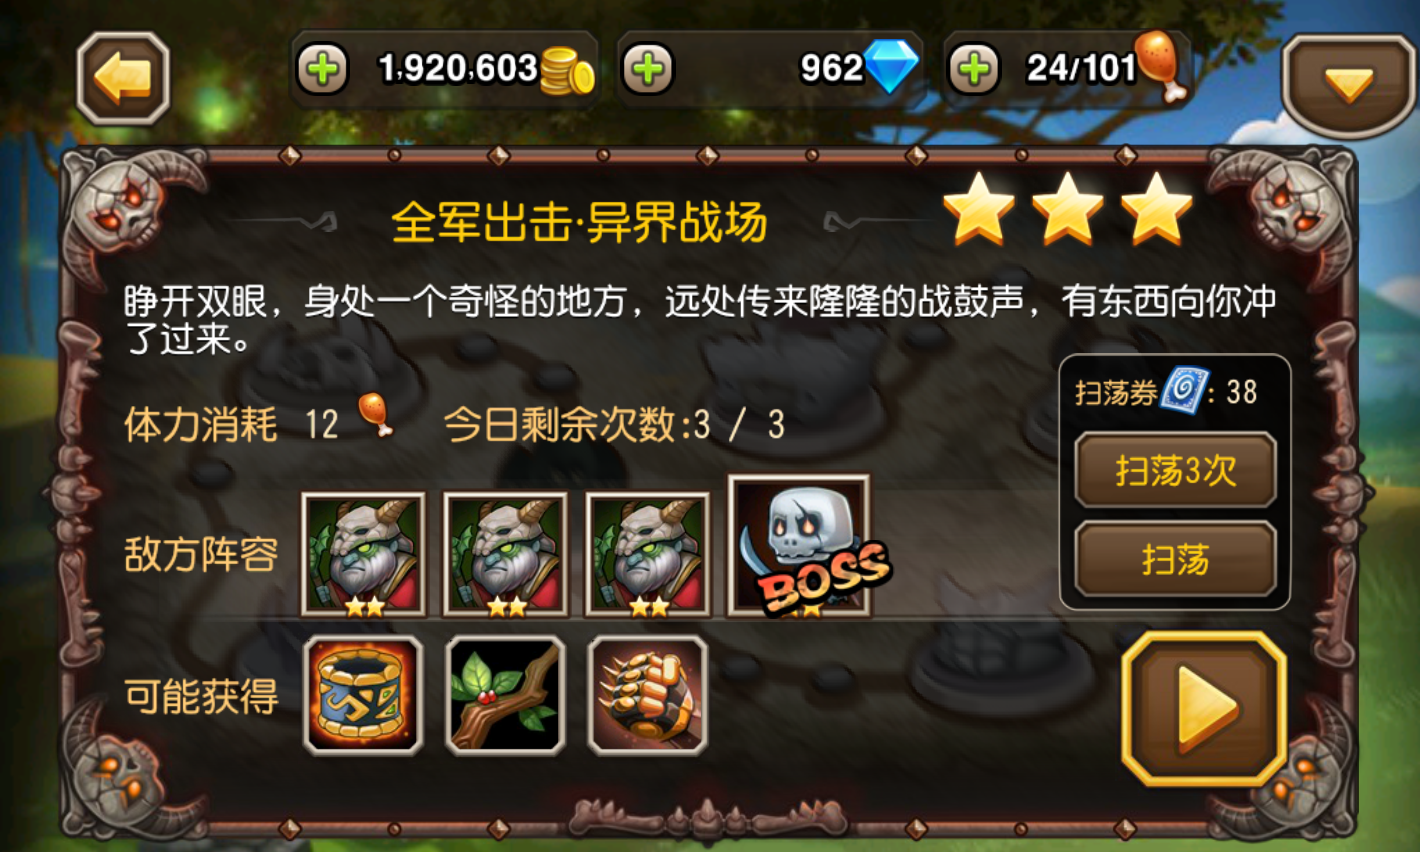 1,920,603
962
24/101
全军出击·异界战场
睁开双眼，身处一个奇怪的地方，远处传来隆隆的战鼓声，有东西向你冲
了过来。
体力消耗 12 今日剩余次数:3 / 3
扫荡券: 38
扫荡3次
扫荡
敌方阵容
BOSS
可能获得